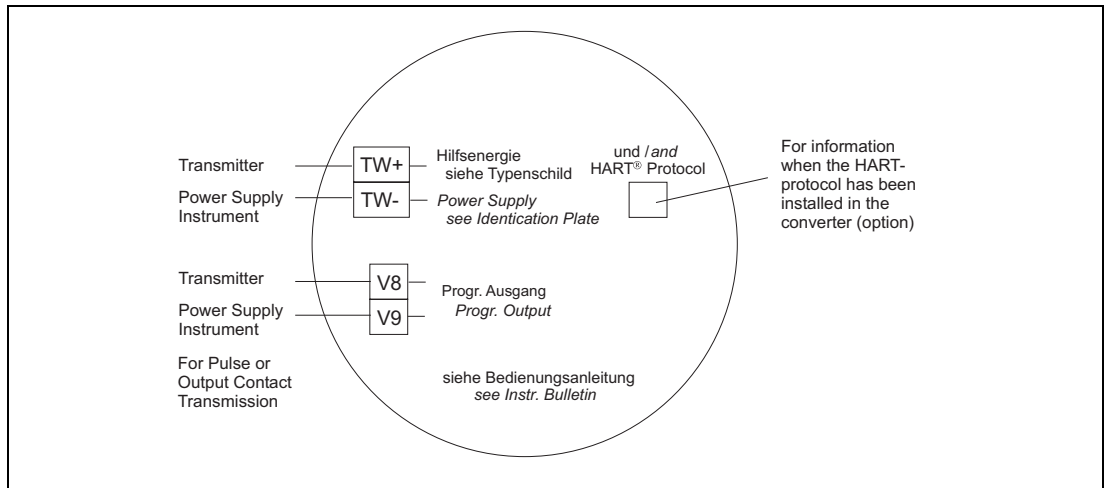 Transmitter
Power Supply
Instrument
TW+
TW-
Hilfsenergie
siehe Typenschild
Power Supply
see Identication Plate
und / and
HART® Protocol
For information
when the HART-
protocol has been
installed in the
converter (option)
Transmitter
Power Supply
Instrument
V8
V9
Progr. Ausgang
Progr. Output
For Pulse or
Output Contact
Transmission
siehe Bedienungsanleitung
see Instr. Bulletin